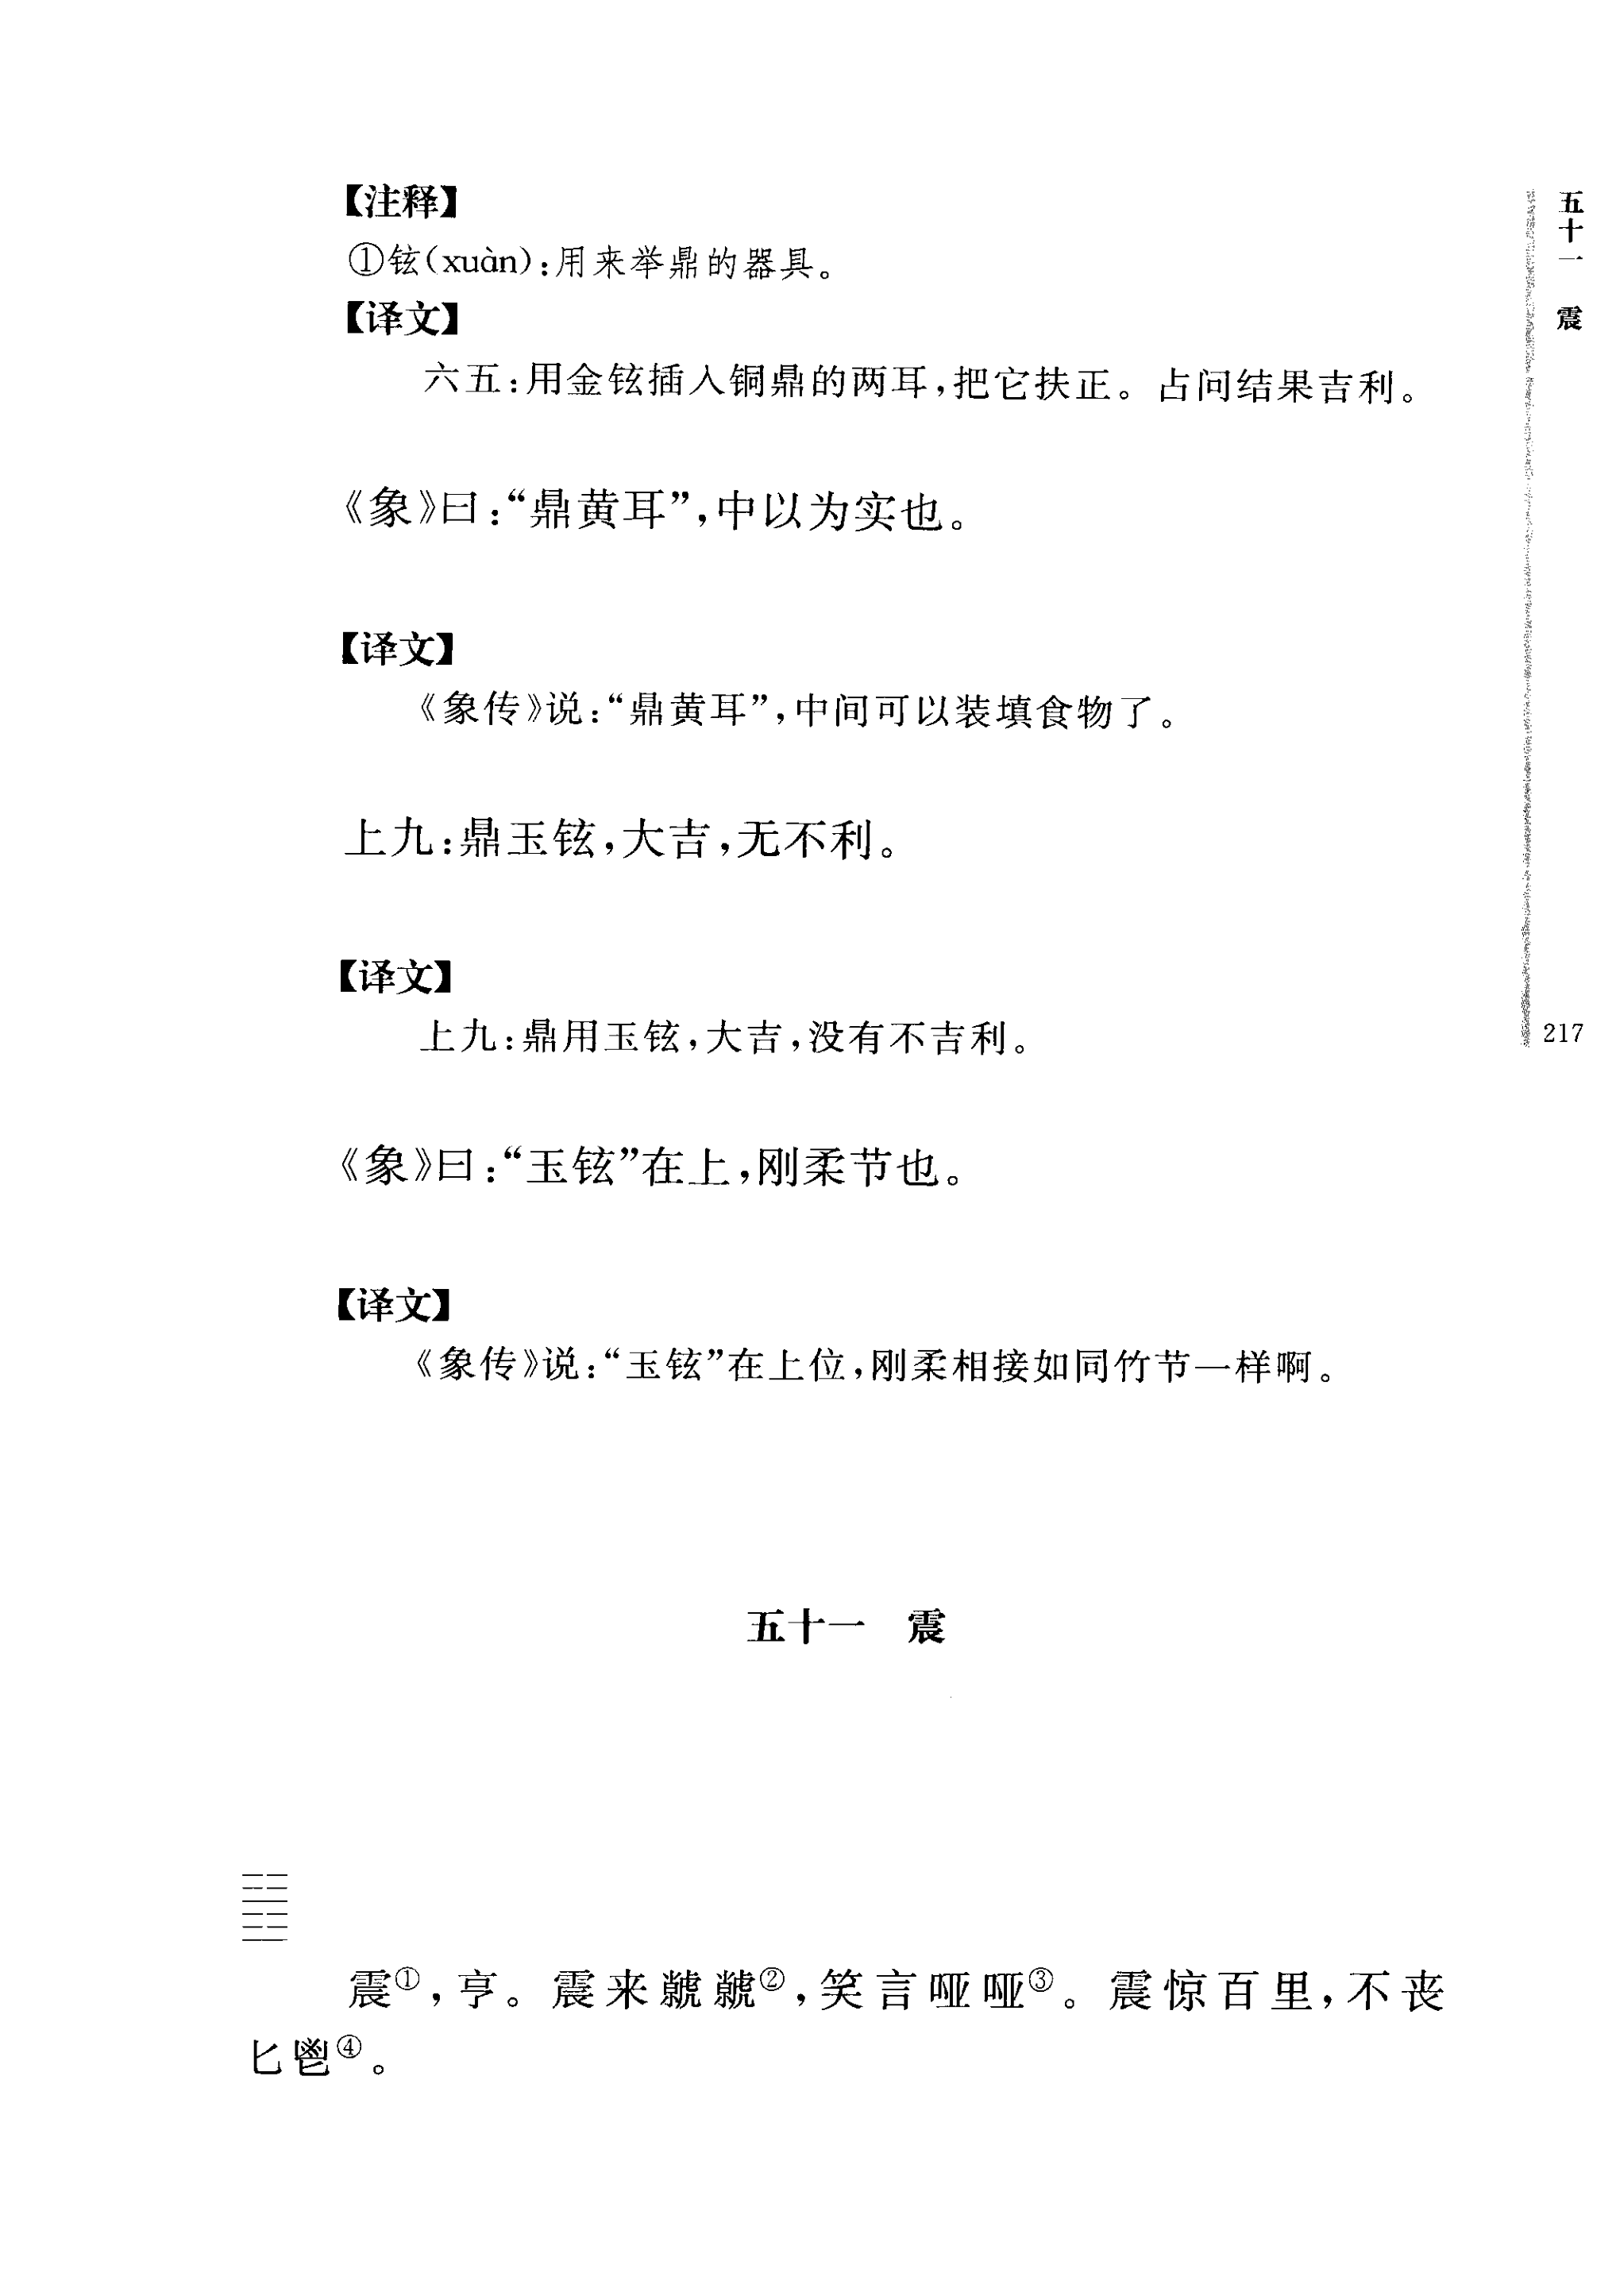 【注释】
①铉(xuàn):用来举鼎的器具。
【译文】
六五:用金铉插入铜鼎的两耳,把它扶正。占问结果吉利。
《象》曰:“鼎黄耳”,中以为实也。
【译文】
《象传》说:“鼎黄耳”,中间可以装填食物了。
上九:鼎玉铉,大吉,无不利。
【译文】
上九:鼎用玉铉,大吉,没有不吉利。
《象》曰:“玉铉”在上,刚柔节也。
【译文】
《象传》说:“玉铉”在上位,刚柔相接如同竹节一样啊。
五十一 震
震①,亨。震来虩虩②,笑言哑哑③。震惊百里,不丧
匕鬯④。
五十一 震
217